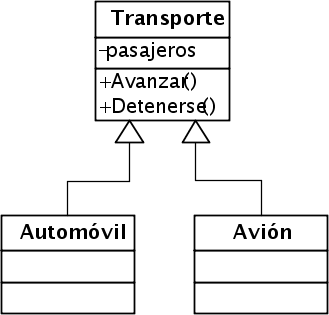 Transporte
-pasajeros
+Avanzar()
+Detenerse()
Automóvil
Avión